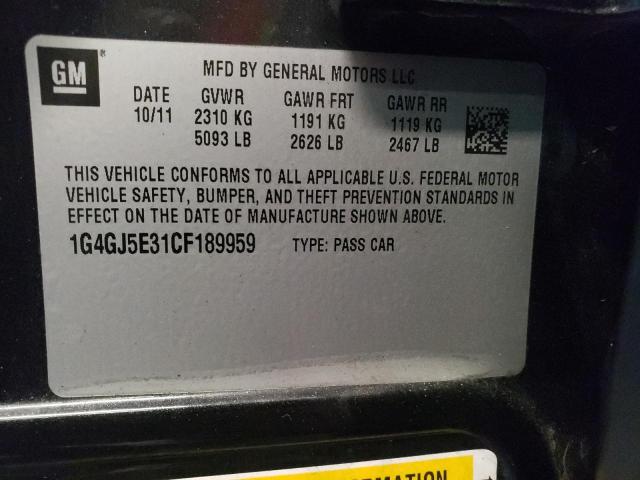 GM
®
MFD BY GENERAL MOTORS LLC
DATE GVWR GAWR FRT GAWR RR
10/11 2310 KG 1191 KG 1119 KG
5093 LB 2626 LB 2467 LB
THIS VEHICLE CONFORMS TO ALL APPLICABLE U.S. FEDERAL MOTOR
VEHICLE SAFETY, BUMPER, AND THEFT PREVENTION STANDARDS IN
EFFECT ON THE DATE OF MANUFACTURE SHOWN ABOVE.
1G4GJ5E31CF189959 TYPE: PASS CAR
INFORMATION